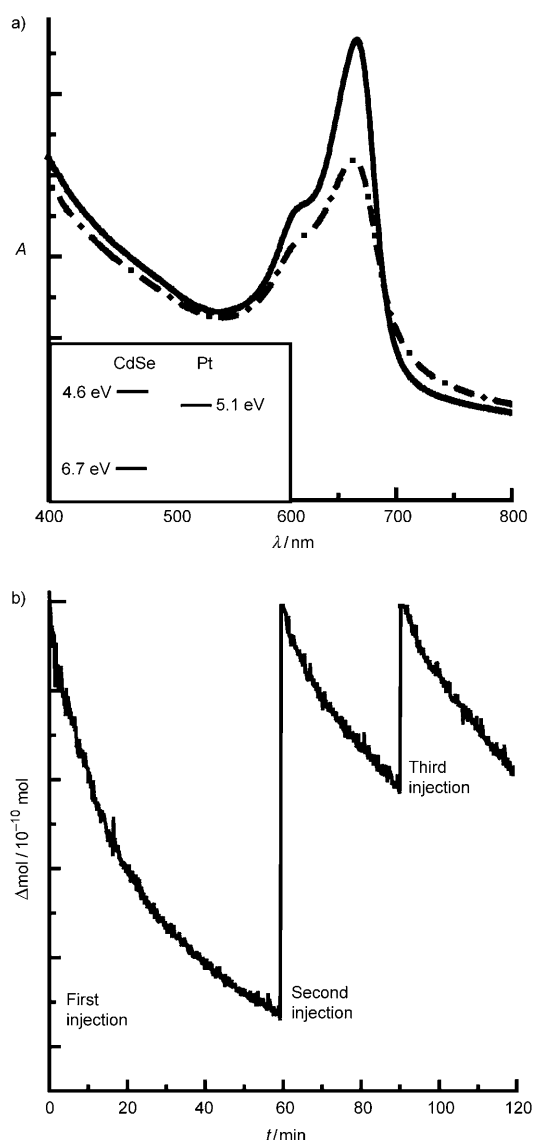 a)
A
CdSe Pt
4.6 eV
5.1 eV
6.7 eV
400 500 600 700 800
λ/nm
b)
Δmol / 10⁻¹⁰ mol
Third
injection
First
injection
Second
injection
0 20 40 60 80 100 120
t/min